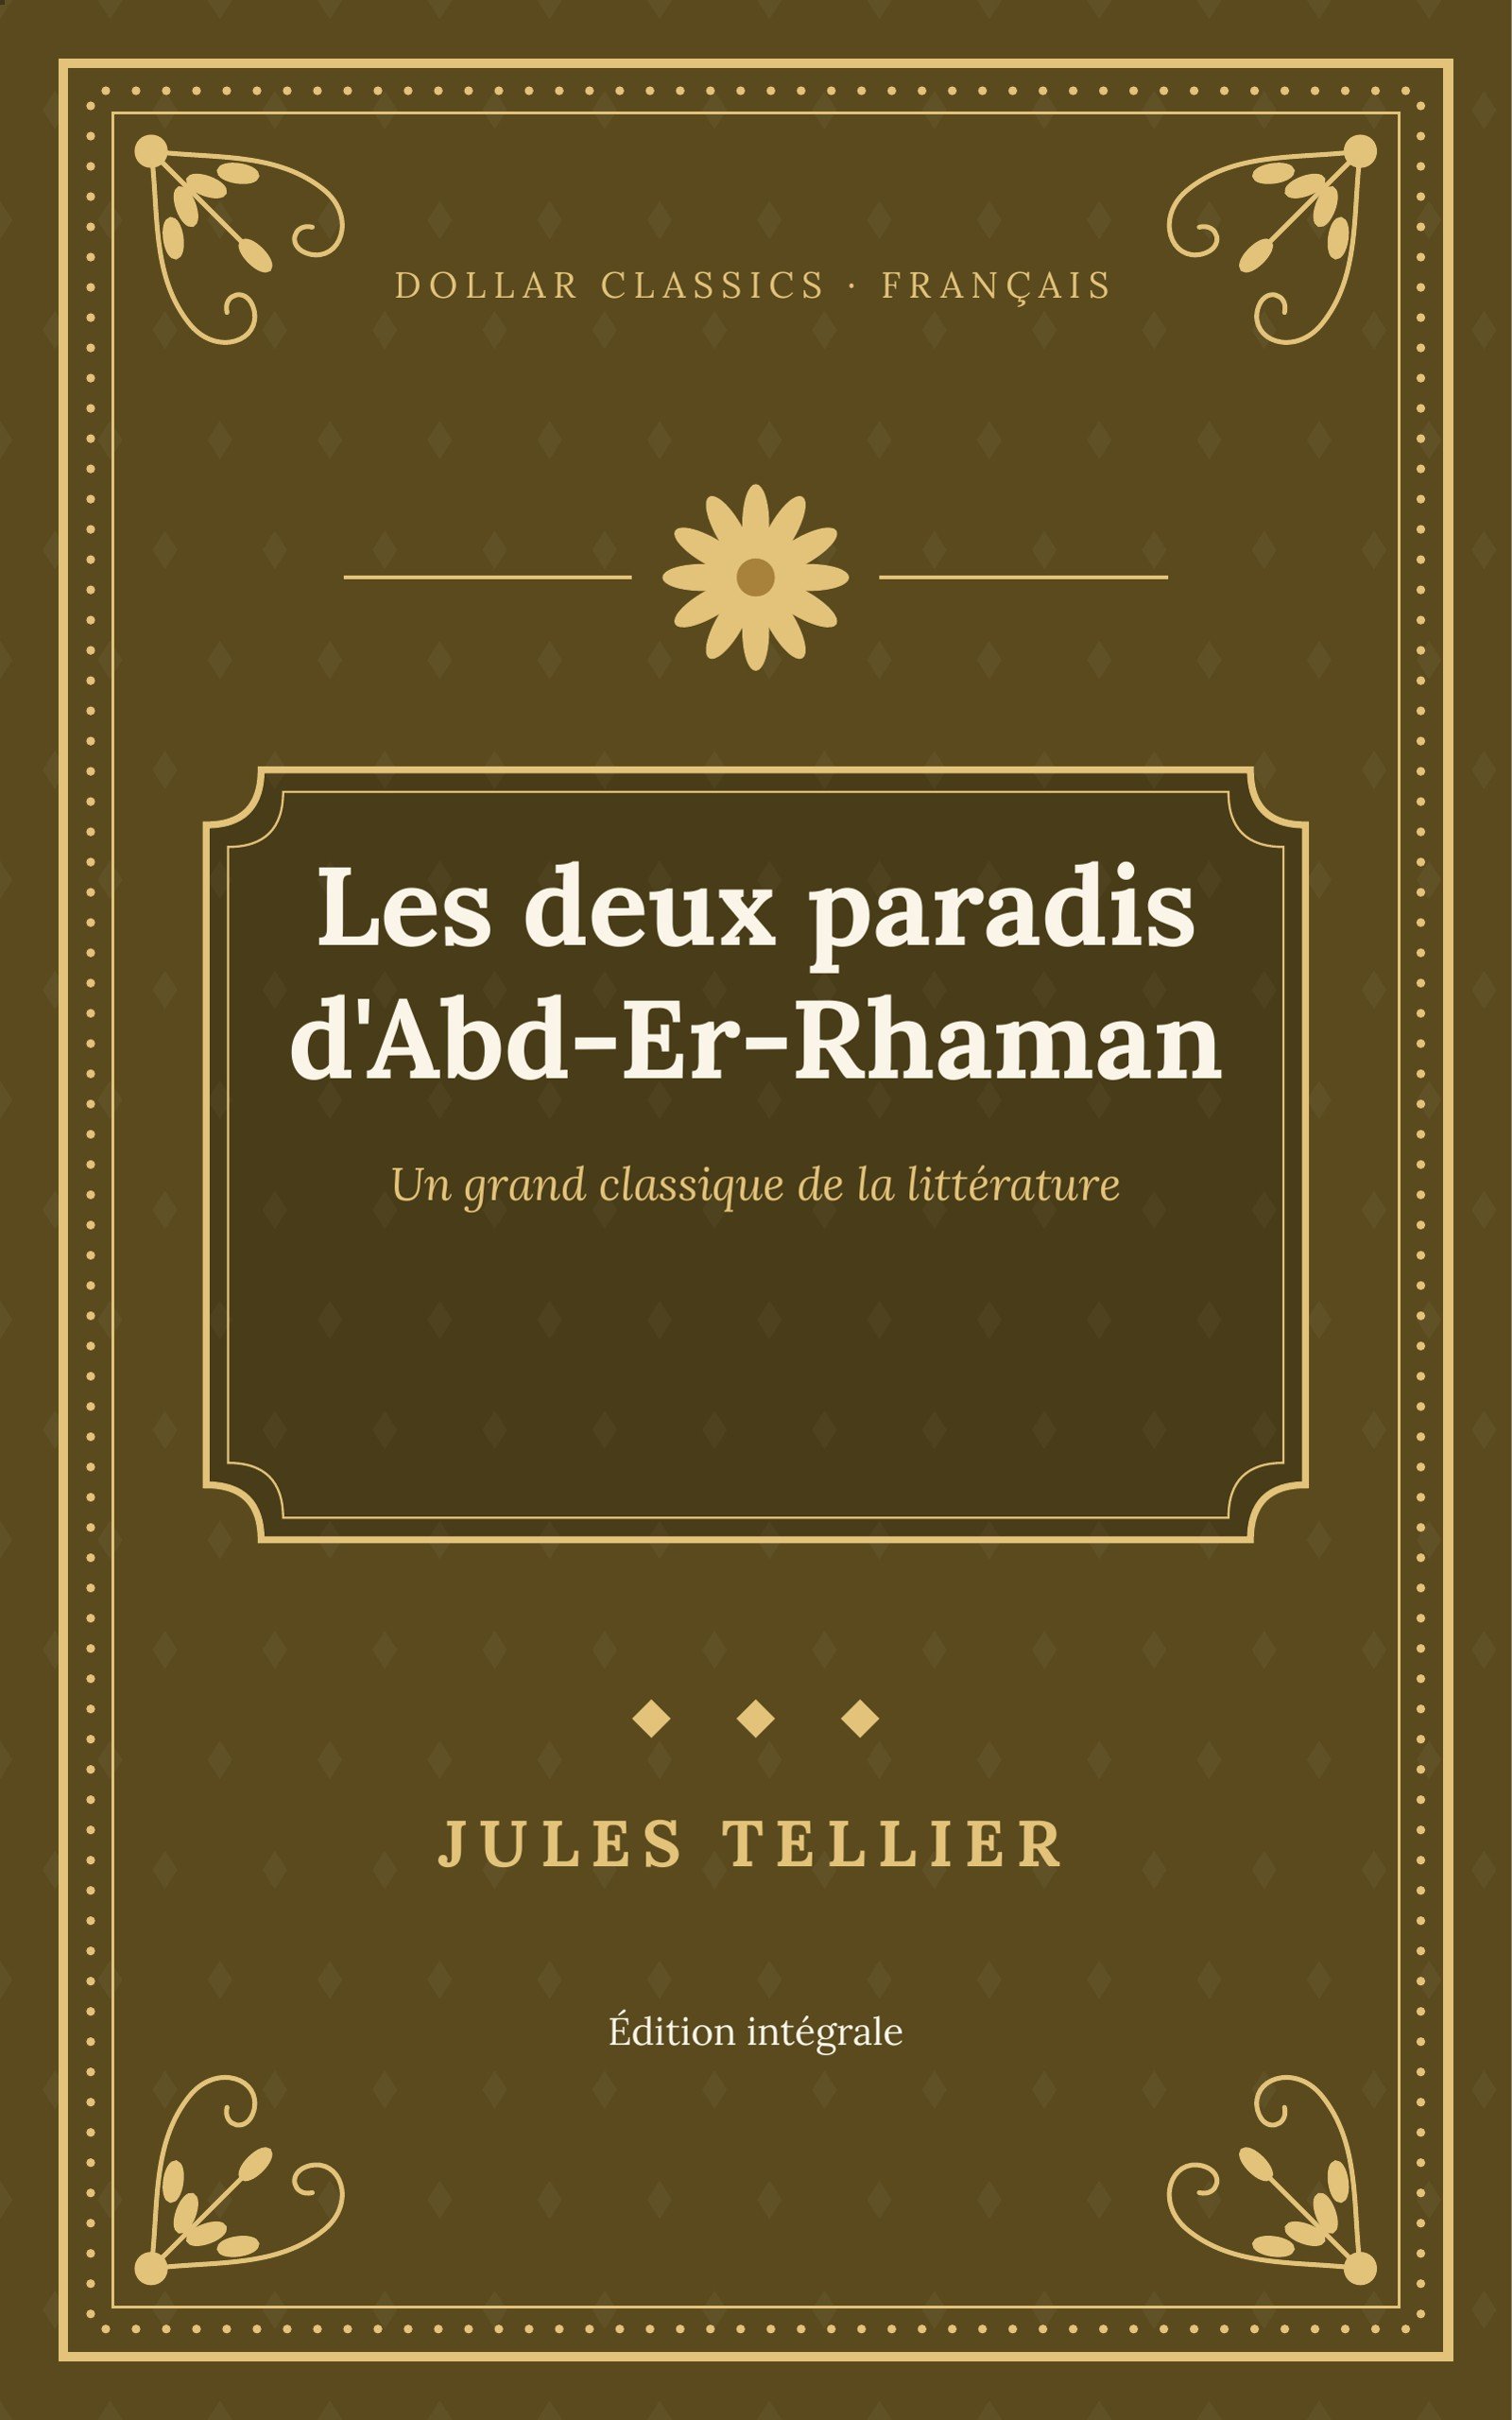 DOLLAR CLASSICS · FRANÇAIS
Les deux paradis
d'Abd-Er-Rhaman
Un grand classique de la littérature
JULES TELLIER
Édition intégrale